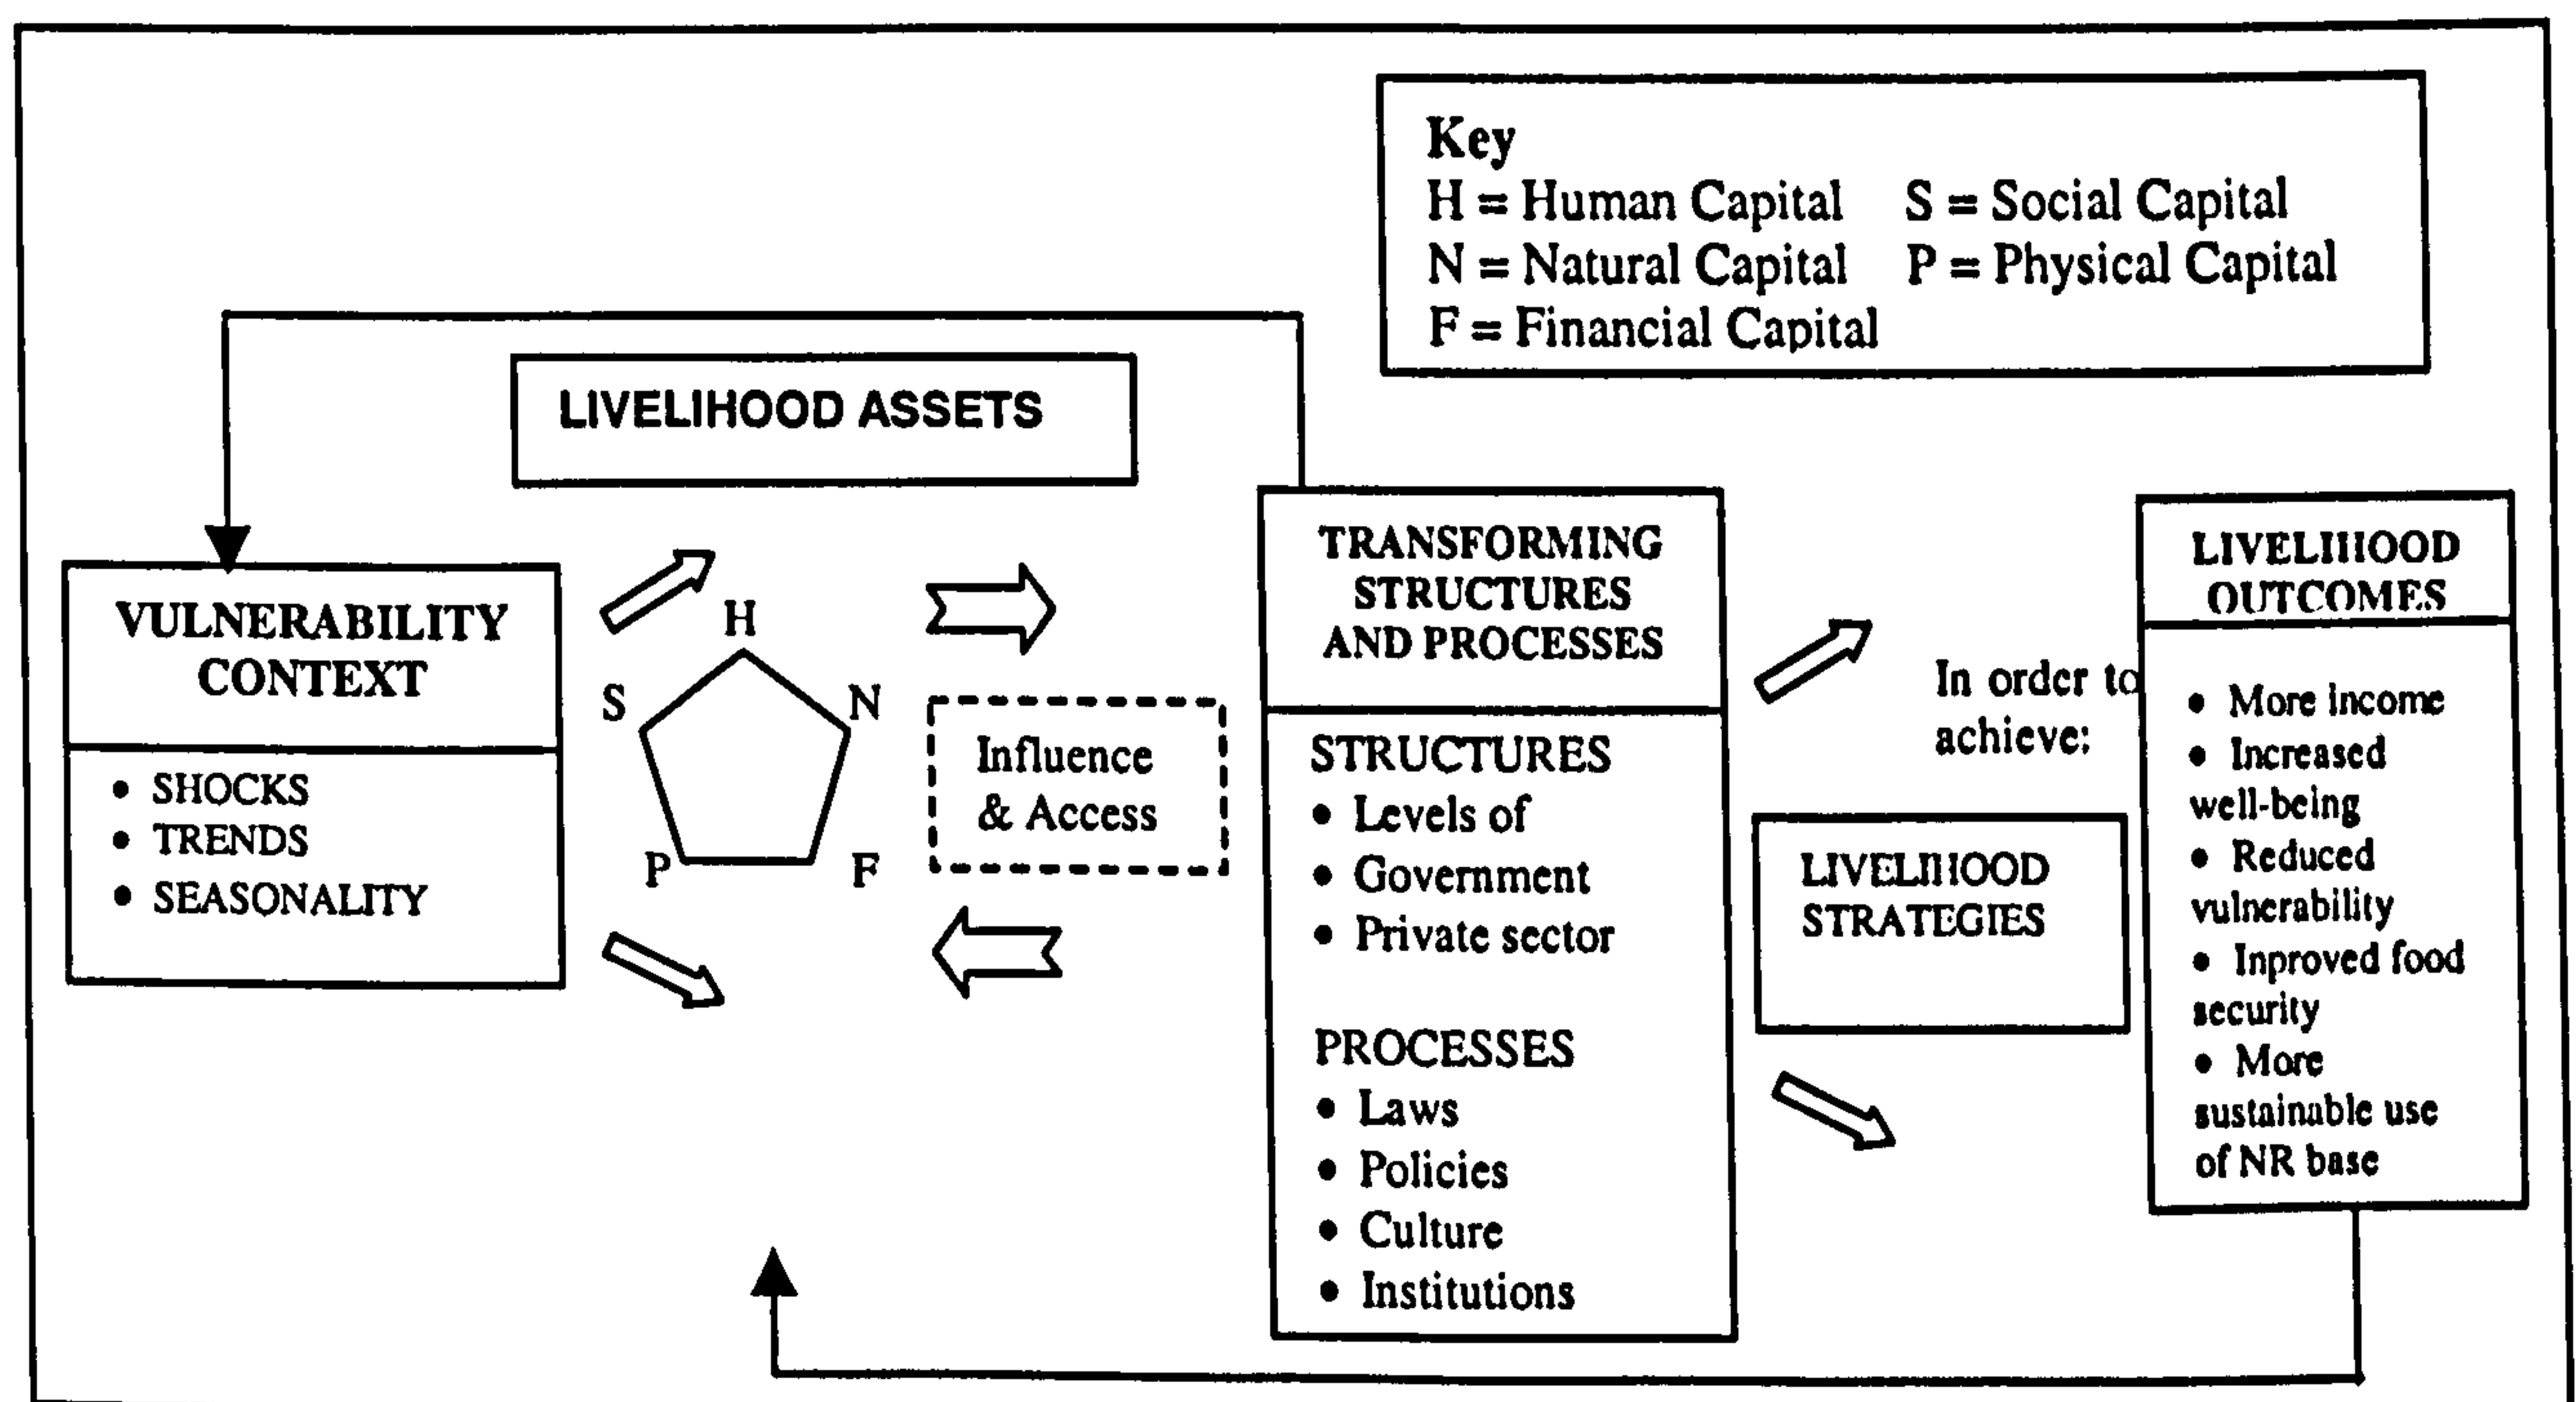 Key
H = Human Capital S = Social Capital
N = Natural Capital P = Physical Capital
F = Financial Capital
LIVELIHOOD ASSETS
VULNERABILITY
CONTEXT
• SHOCKS
• TRENDS
• SEASONALITY
H
S
N
P
F
Influence
& Access
TRANSFORMING
STRUCTURES
AND PROCESSES
STRUCTURES
• Levels of
• Government
• Private sector
PROCESSES
• Laws
• Policies
• Culture
• Institutions
In order to
achieve:
LIVELIHOOD
STRATEGIES
LIVELIHOOD
OUTCOMES
• More income
• Increased
well-being
• Reduced
vulnerability
• Inproved food
security
• More
sustainable use
of NR base